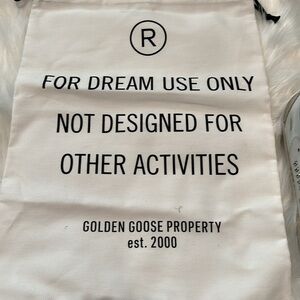 R
FOR DREAM USE ONLY
NOT DESIGNED FOR
OTHER ACTIVITIES
GOLDEN GOOSE PROPERTY
est. 2000